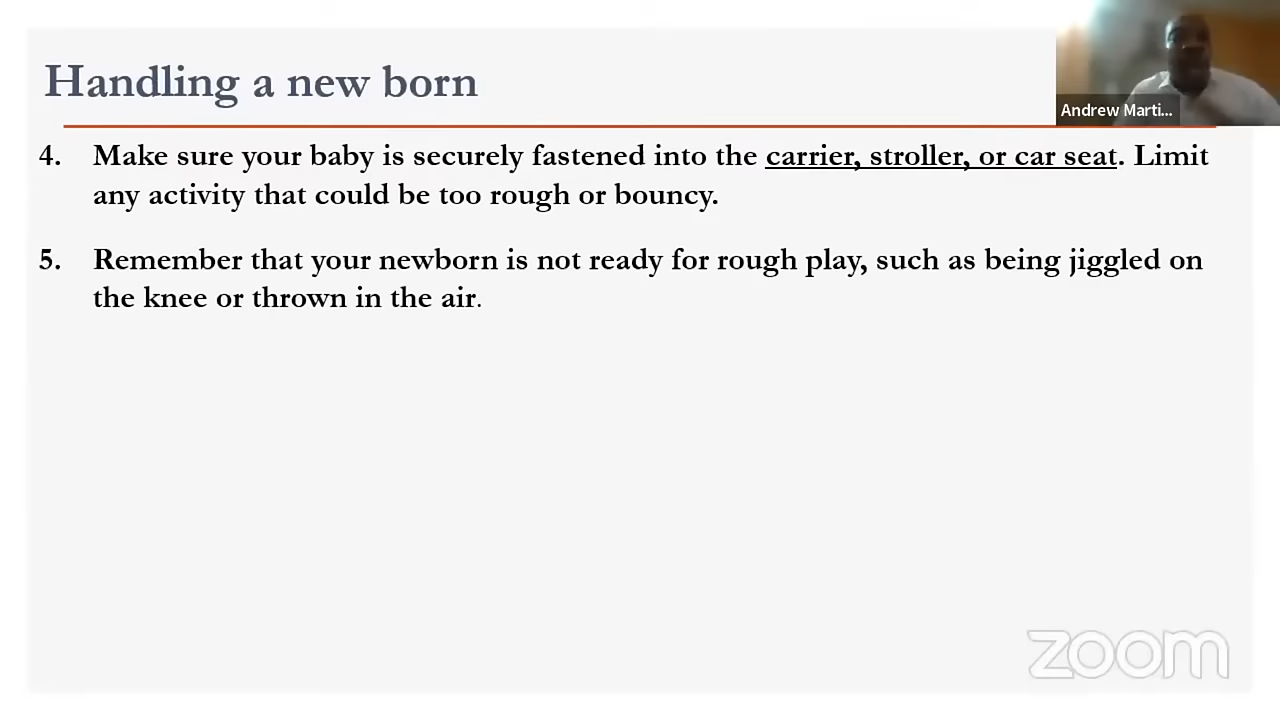 Handling a new born
Andrew Marti...
4. Make sure your baby is securely fastened into the carrier, stroller, or car seat. Limit
any activity that could be too rough or bouncy.
5. Remember that your newborn is not ready for rough play, such as being jiggled on
the knee or thrown in the air.
zoom